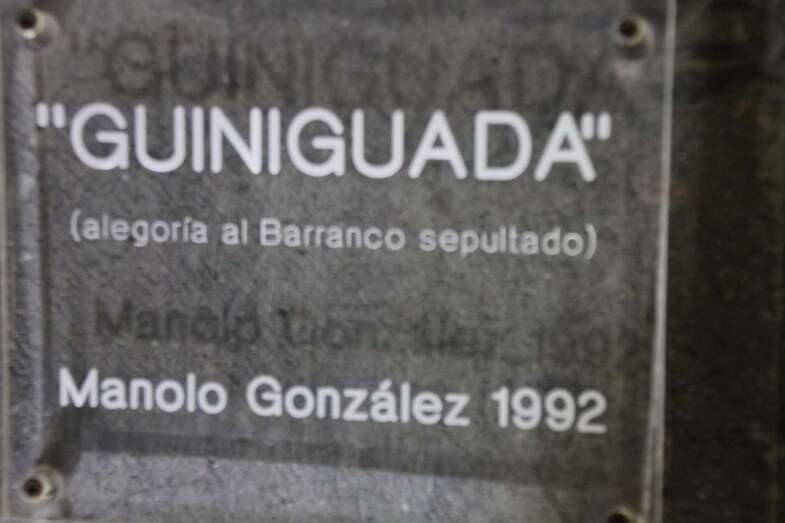 "GUINIGUADA"
(alegoría al Barranco sepultado)
Manolo González 1992